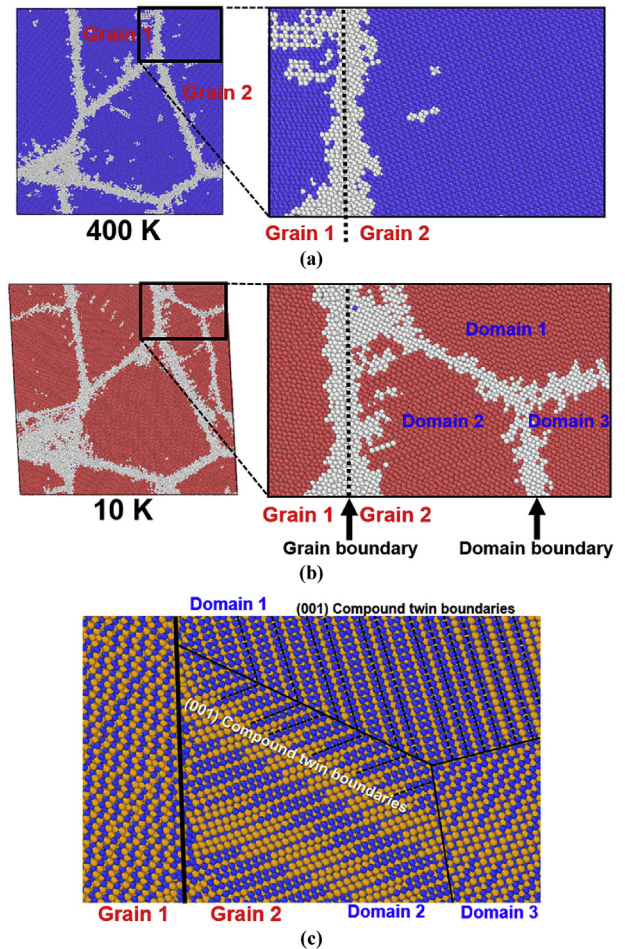 Grain 1
Grain 2
400 K
Grain 1 Grain 2
(a)
Domain 1
Domain 2
Domain 3
10 K
Grain 1 Grain 2
Grain boundary
Domain boundary
(b)
Domain 1
(001) Compound twin boundaries
(001) Compound twin boundaries
Grain 1
Grain 2
Domain 2
Domain 3
(c)